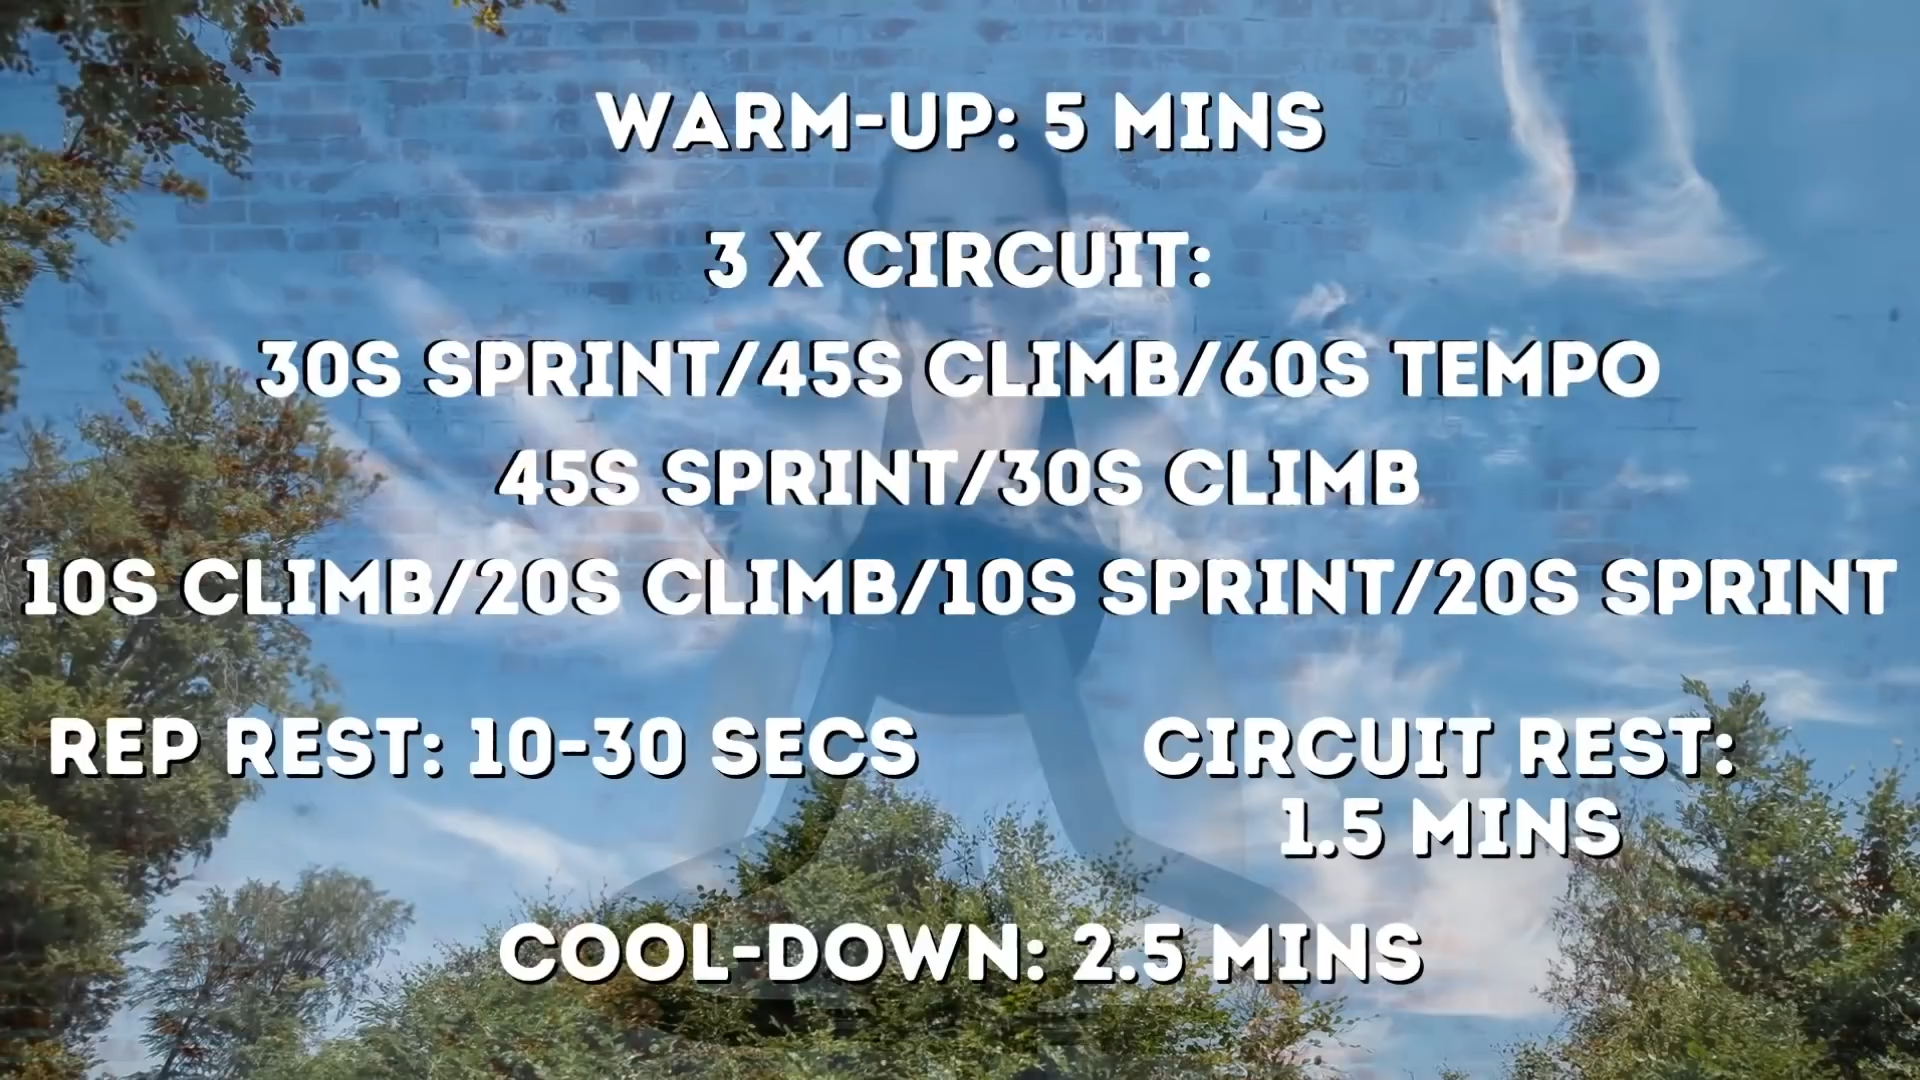 WARM-UP: 5 MINS
3 X CIRCUIT:
30S SPRINT/45S CLIMB/60S TEMPO
45S SPRINT/30S CLIMB
10S CLIMB/20S CLIMB/10S SPRINT/20S SPRINT
REP REST: 10-30 SECS
CIRCUIT REST:
1.5 MINS
COOL-DOWN: 2.5 MINS